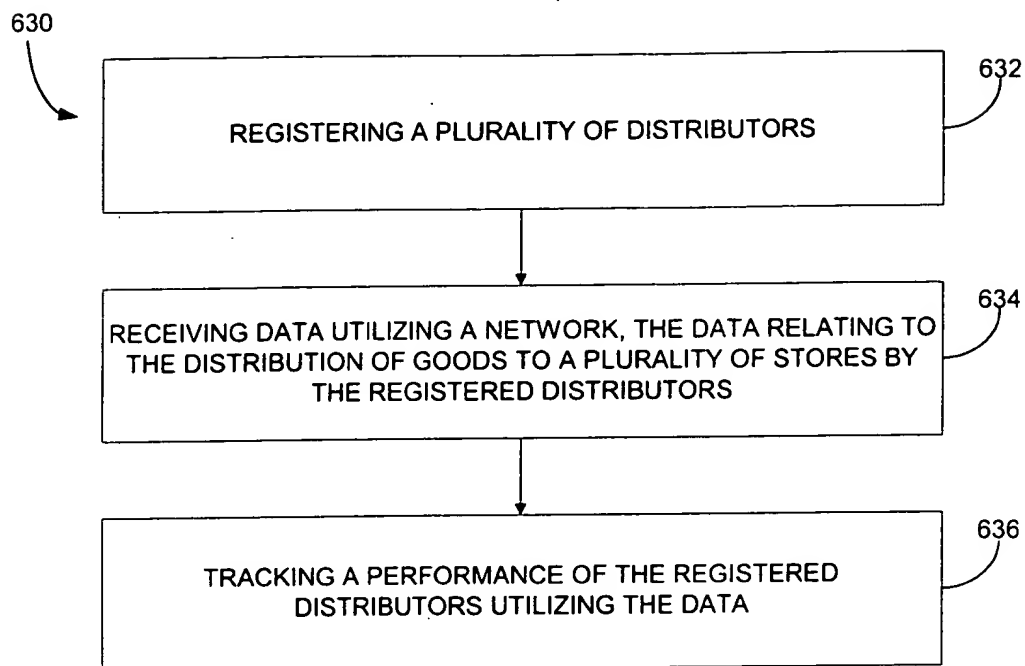 630
632
REGISTERING A PLURALITY OF DISTRIBUTORS
634
RECEIVING DATA UTILIZING A NETWORK, THE DATA RELATING TO
THE DISTRIBUTION OF GOODS TO A PLURALITY OF STORES BY
THE REGISTERED DISTRIBUTORS
636
TRACKING A PERFORMANCE OF THE REGISTERED
DISTRIBUTORS UTILIZING THE DATA